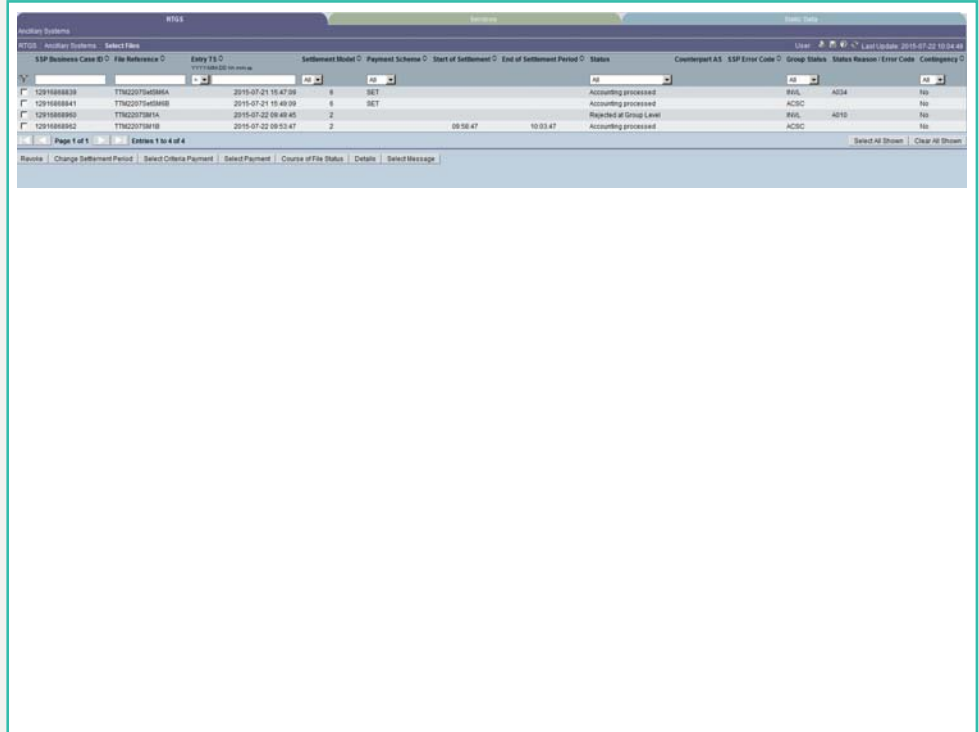 RTGS Services Static Data
Ancillary Systems
RTGS Ancillary Systems Select Files User Last Update: 2015-07-22 10:04:49
SSP Business Case ID File Reference Entry TS Settlement Model Payment Scheme Start of Settlement End of Settlement Period Status Counterpart AS SSP Error Code Group Status Status Reason / Error Code Contingency
= All All All All All
12916868839 TTM2207SetSM6A 2015-07-21 15:47:09 6 SET Accounting processed INVL A034 No
12916868841 TTM2207SetSM6B 2015-07-21 15:49:09 6 SET Accounting processed ACSC No
12916868960 TTM2207SM1A 2015-07-22 09:49:45 2 Rejected at Group Level INVL A010 No
12916868962 TTM2207SM1B 2015-07-22 09:53:47 2 09:56:47 10:03:47 Accounting processed ACSC No
Page 1 of 1 Entries 1 to 4 of 4 Select All Shown Clear All Shown
Revoke Change Settlement Period Select Criteria Payment Select Payment Course of File Status Details Select Message